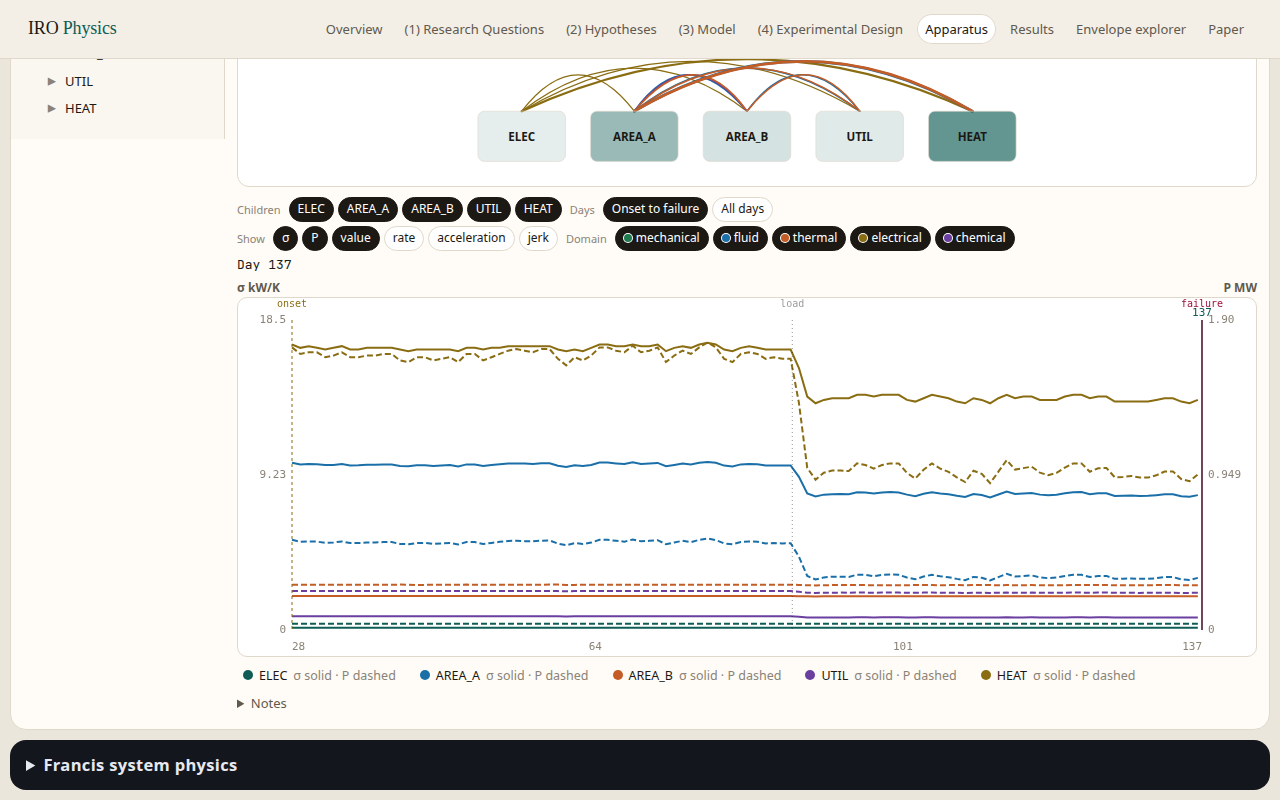 IRO Physics
Overview (1) Research Questions (2) Hypotheses (3) Model (4) Experimental Design Apparatus Results Envelope explorer Paper
▶ UTIL
▶ HEAT
ELEC AREA_A AREA_B UTIL HEAT
Children ELEC AREA_A AREA_B UTIL HEAT Days Onset to failure All days
Show σ P value rate acceleration jerk Domain mechanical fluid thermal electrical chemical
Day 137
σ kW/K P MW
onset load failure
137
18.5 1.90
9.23 0.949
0 0
28 64 101 137
ELEC σ solid · P dashed AREA_A σ solid · P dashed AREA_B σ solid · P dashed UTIL σ solid · P dashed HEAT σ solid · P dashed
▶ Notes
▶ Francis system physics